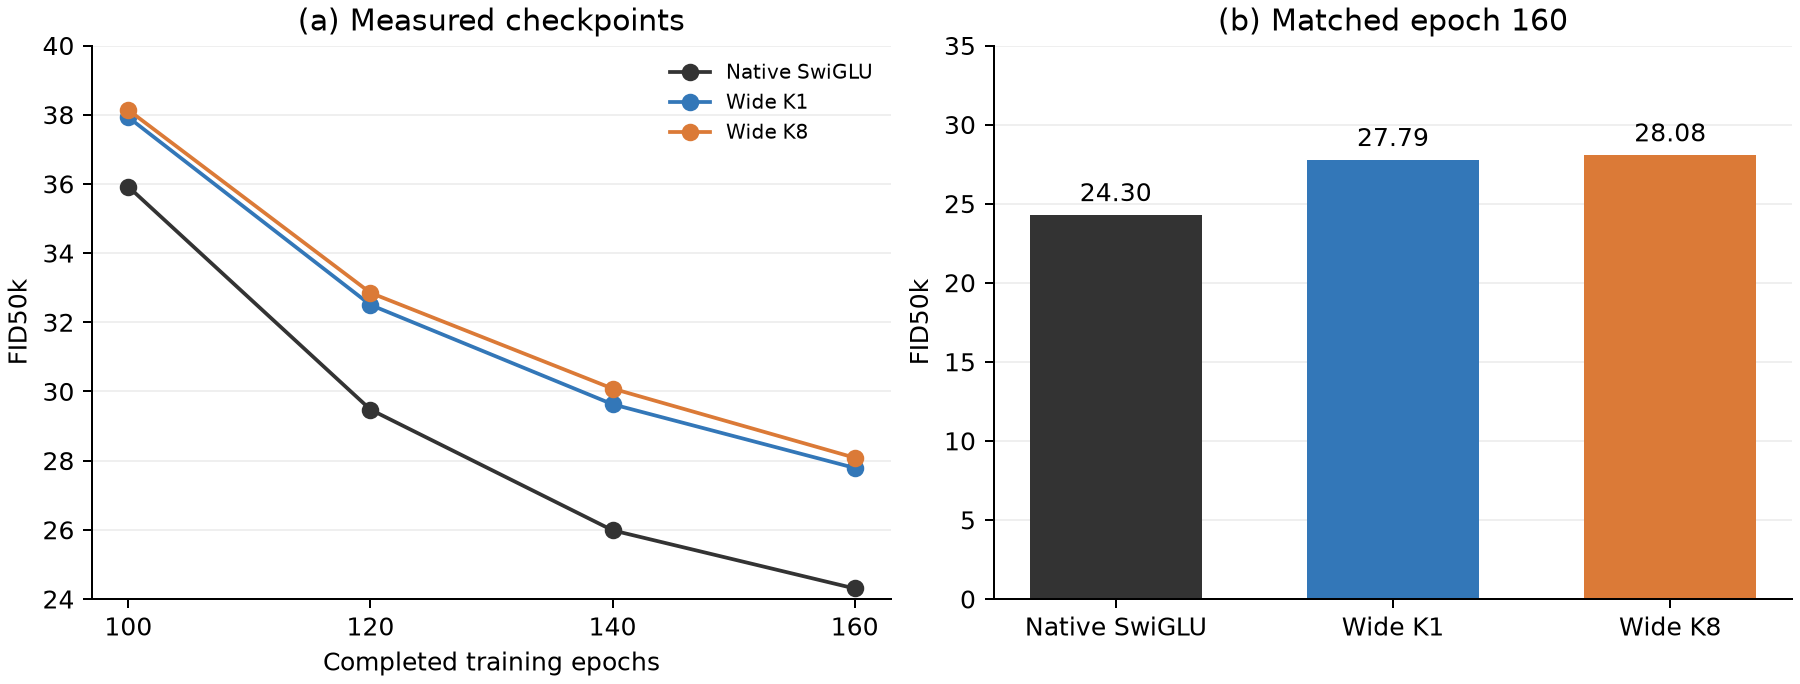 (a) Measured checkpoints
FID50k
40
38
36
34
32
30
28
26
24
100 120 140 160
Completed training epochs
Native SwiGLU
Wide K1
Wide K8
(b) Matched epoch 160
FID50k
35
30
25
20
15
10
5
0
24.30
27.79
28.08
Native SwiGLU Wide K1 Wide K8